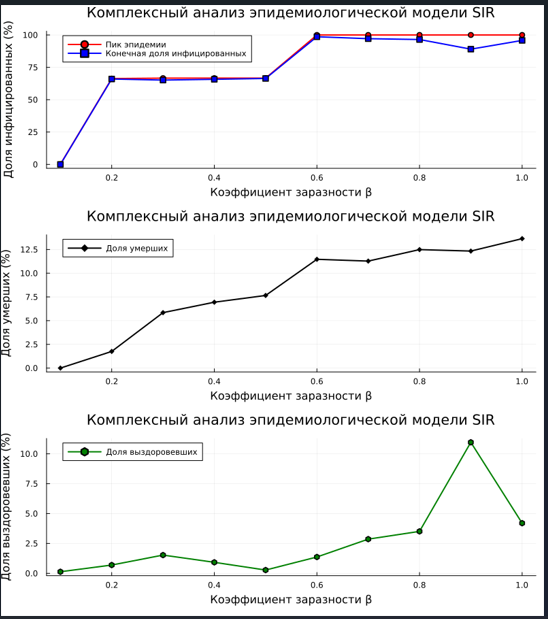 Комплексный анализ эпидемиологической модели SIR
Доля инфицированных (%)
100
75
50
25
0
Пик эпидемии
Конечная доля инфицированных
0.2 0.4 0.6 0.8 1.0
Коэффициент заразности β
Комплексный анализ эпидемиологической модели SIR
Доля умерших (%)
12.5
10.0
7.5
5.0
2.5
0.0
Доля умерших
0.2 0.4 0.6 0.8 1.0
Коэффициент заразности β
Комплексный анализ эпидемиологической модели SIR
Доля выздоровевших (%)
10.0
7.5
5.0
2.5
0.0
Доля выздоровевших
0.2 0.4 0.6 0.8 1.0
Коэффициент заразности β